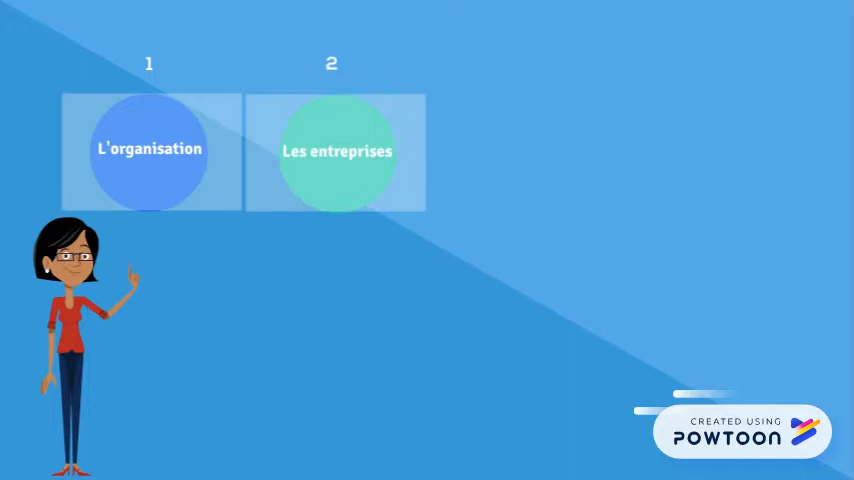 1
2
L'organisation
Les entreprises
CREATED USING
POWTOON